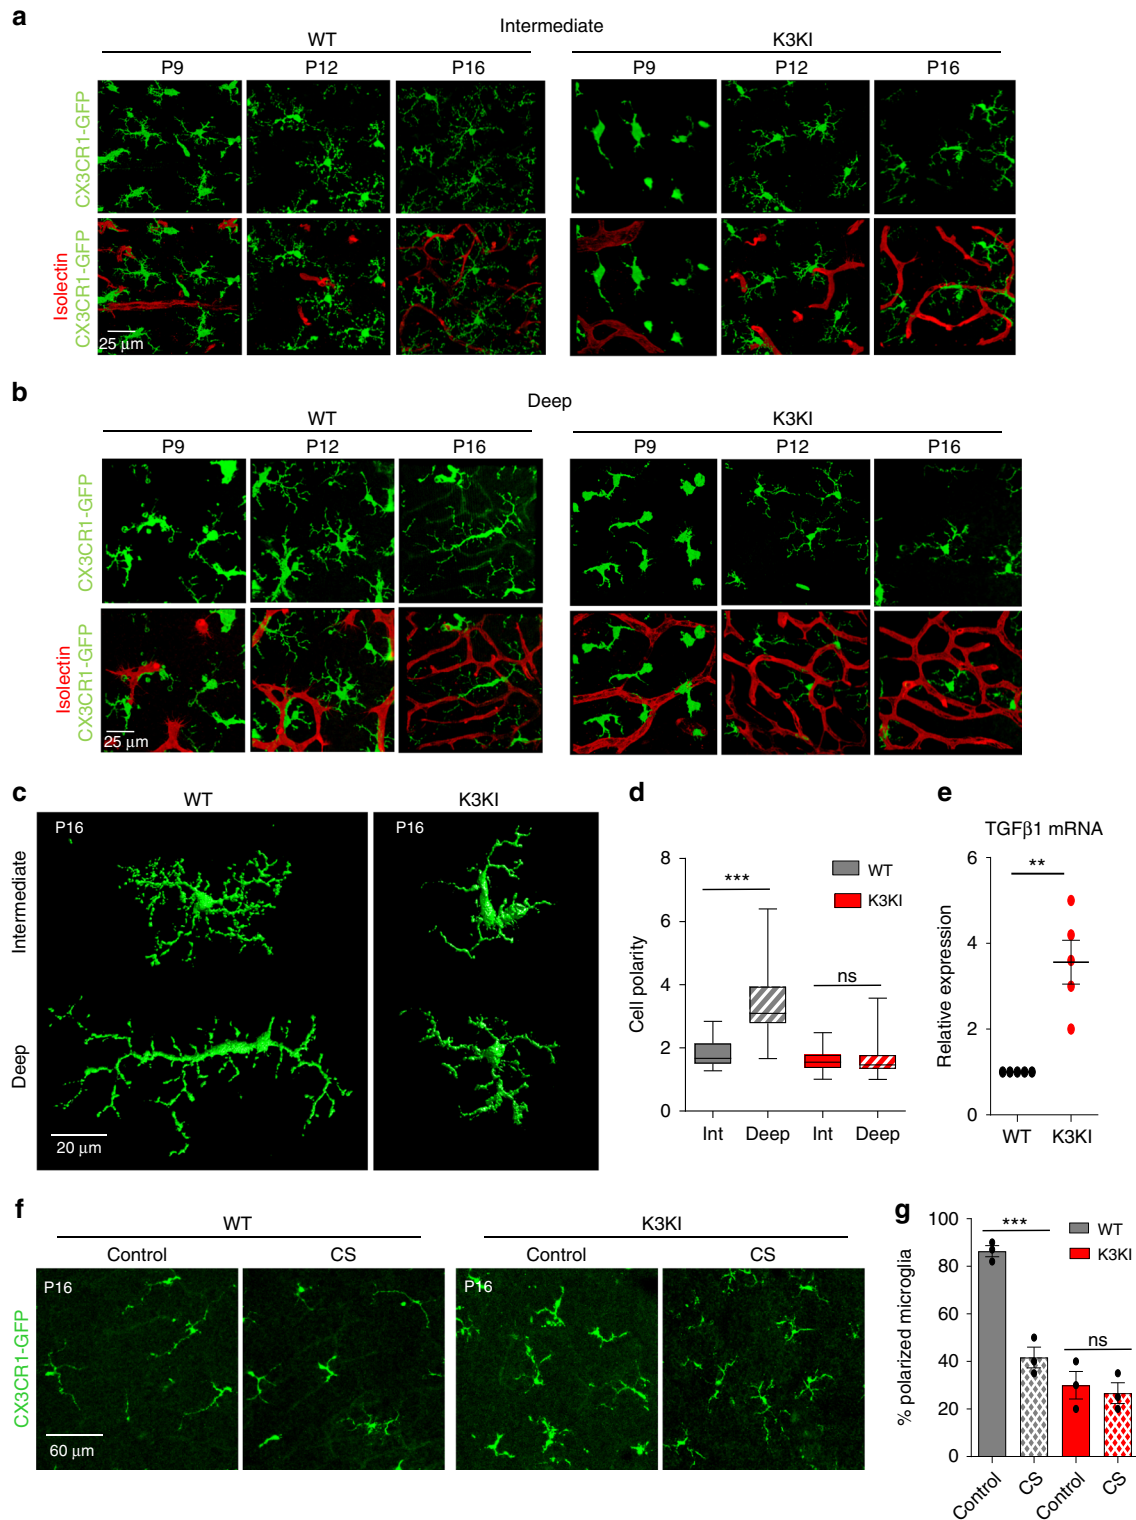 a
Intermediate
WT
K3KI
P9 P12 P16 P9 P12 P16
CX3CR1-GFP
Isolectin
CX3CR1-GFP
25 μm
b
Deep
WT
K3KI
P9 P12 P16 P9 P12 P16
CX3CR1-GFP
Isolectin
CX3CR1-GFP
25 μm
c
WT
K3KI
P16
P16
Intermediate
Deep
20 μm
d
8
6
4
2
0
Cell polarity
***
ns
WT
K3KI
Int Deep Int Deep
e
TGFβ1 mRNA
6
4
2
0
Relative expression
**
WT K3KI
f
WT
K3KI
Control CS Control CS
P16
P16
CX3CR1-GFP
60 μm
g
100
80
60
40
20
0
% polarized microglia
***
ns
WT
K3KI
Control CS Control CS